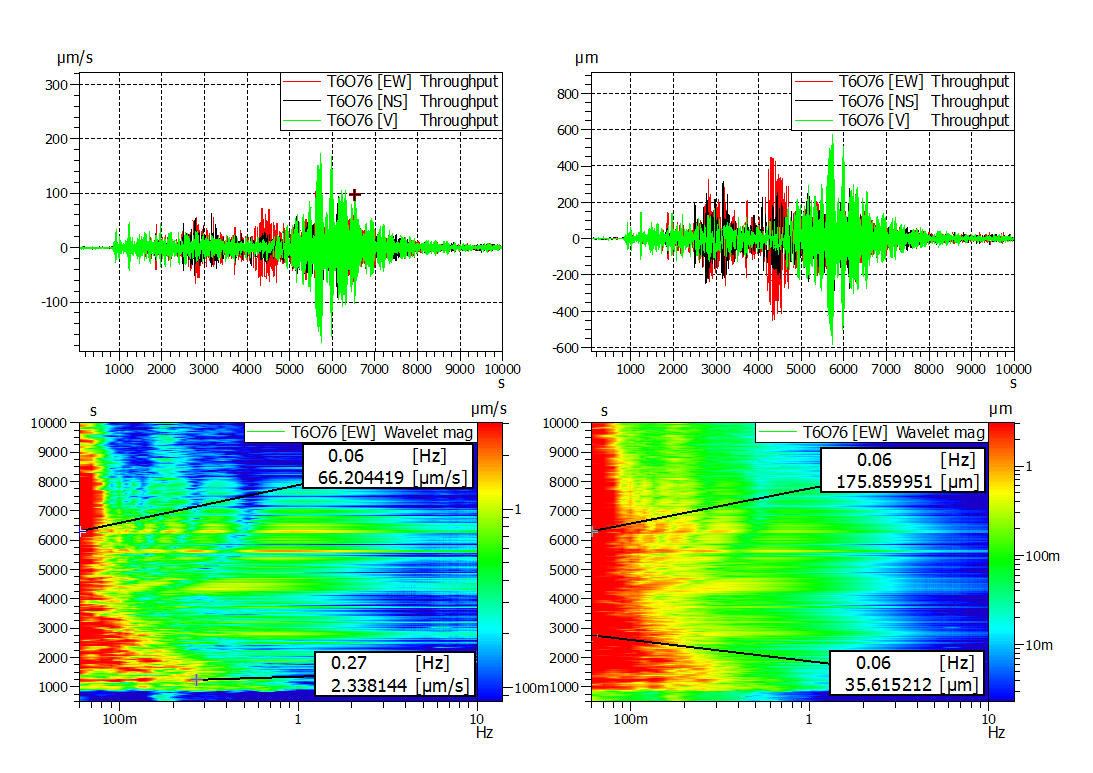 µm/s
300
200
100
0
-100
T6O76 [EW] Throughput
T6O76 [NS] Throughput
T6O76 [V] Throughput
1000 2000 3000 4000 5000 6000 7000 8000 9000 10000
s
µm
800
600
400
200
0
-200
-400
-600
T6O76 [EW] Throughput
T6O76 [NS] Throughput
T6O76 [V] Throughput
1000 2000 3000 4000 5000 6000 7000 8000 9000 10000
s
s
µm/s
10000
9000
8000
7000
6000
5000
4000
3000
2000
1000
T6O76 [EW] Wavelet mag
0.06 [Hz]
66.204419 [µm/s]
0.27 [Hz]
2.338144 [µm/s]
1
100m
100m 1 10
Hz
s
µm
10000
9000
8000
7000
6000
5000
4000
3000
2000
1000
T6O76 [EW] Wavelet mag
0.06 [Hz]
175.859951 [µm]
0.06 [Hz]
35.615212 [µm]
1
100m
10m
100m 1 10
Hz